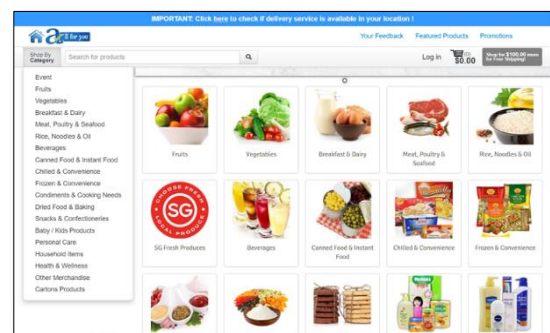 IMPORTANT: Click here to check if delivery service is available in your location !
a
ll for you
Your Feedback
Featured Products
Promotions
Shop By
Category
Search for products
Log in
$0.00
Shop for $100.00 more
for Free Shipping!
Event
Fruits
Vegetables
Breakfast & Dairy
Meat, Poultry & Seafood
Rice, Noodles & Oil
Beverages
Canned Food & Instant Food
Chilled & Convenience
Frozen & Convenience
Condiments & Cooking Needs
Dried Food & Baking
Snacks & Confectioneries
Baby / Kids Products
Personal Care
Household Items
Health & Wellness
Other Merchandise
Cartons Products
Fruits
Vegetables
Breakfast & Dairy
Meat, Poultry &
Seafood
Rice, Noodles & Oil
CHOOSE FRESH
SG
LOCAL PRODUCE
SG Fresh Produces
Beverages
Canned Food & Instant
Food
Chilled & Convenience
Frozen & Convenience